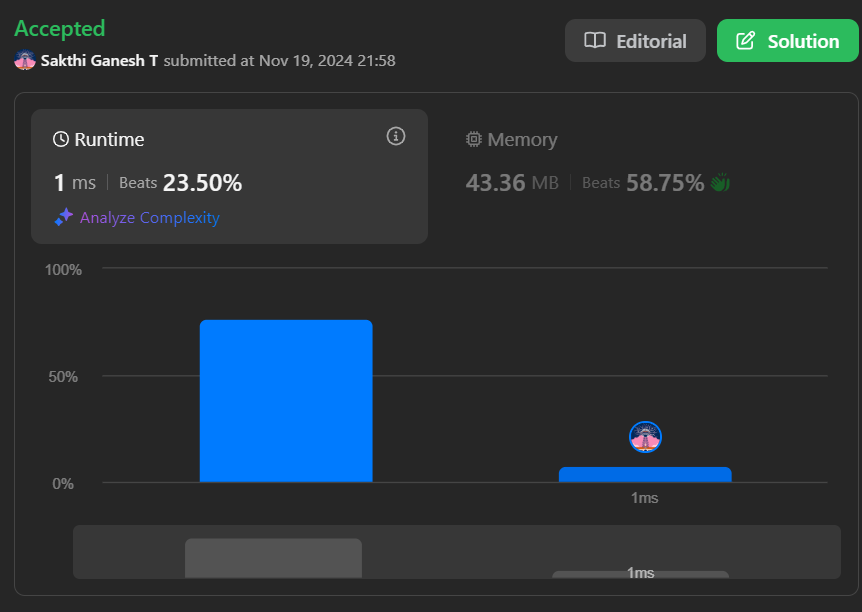 Accepted
Sakthi Ganesh T submitted at Nov 19, 2024 21:58
Editorial
Solution
Runtime
1 ms Beats 23.50%
Analyze Complexity
Memory
43.36 MB Beats 58.75%
100%
50%
0%
1ms
1ms